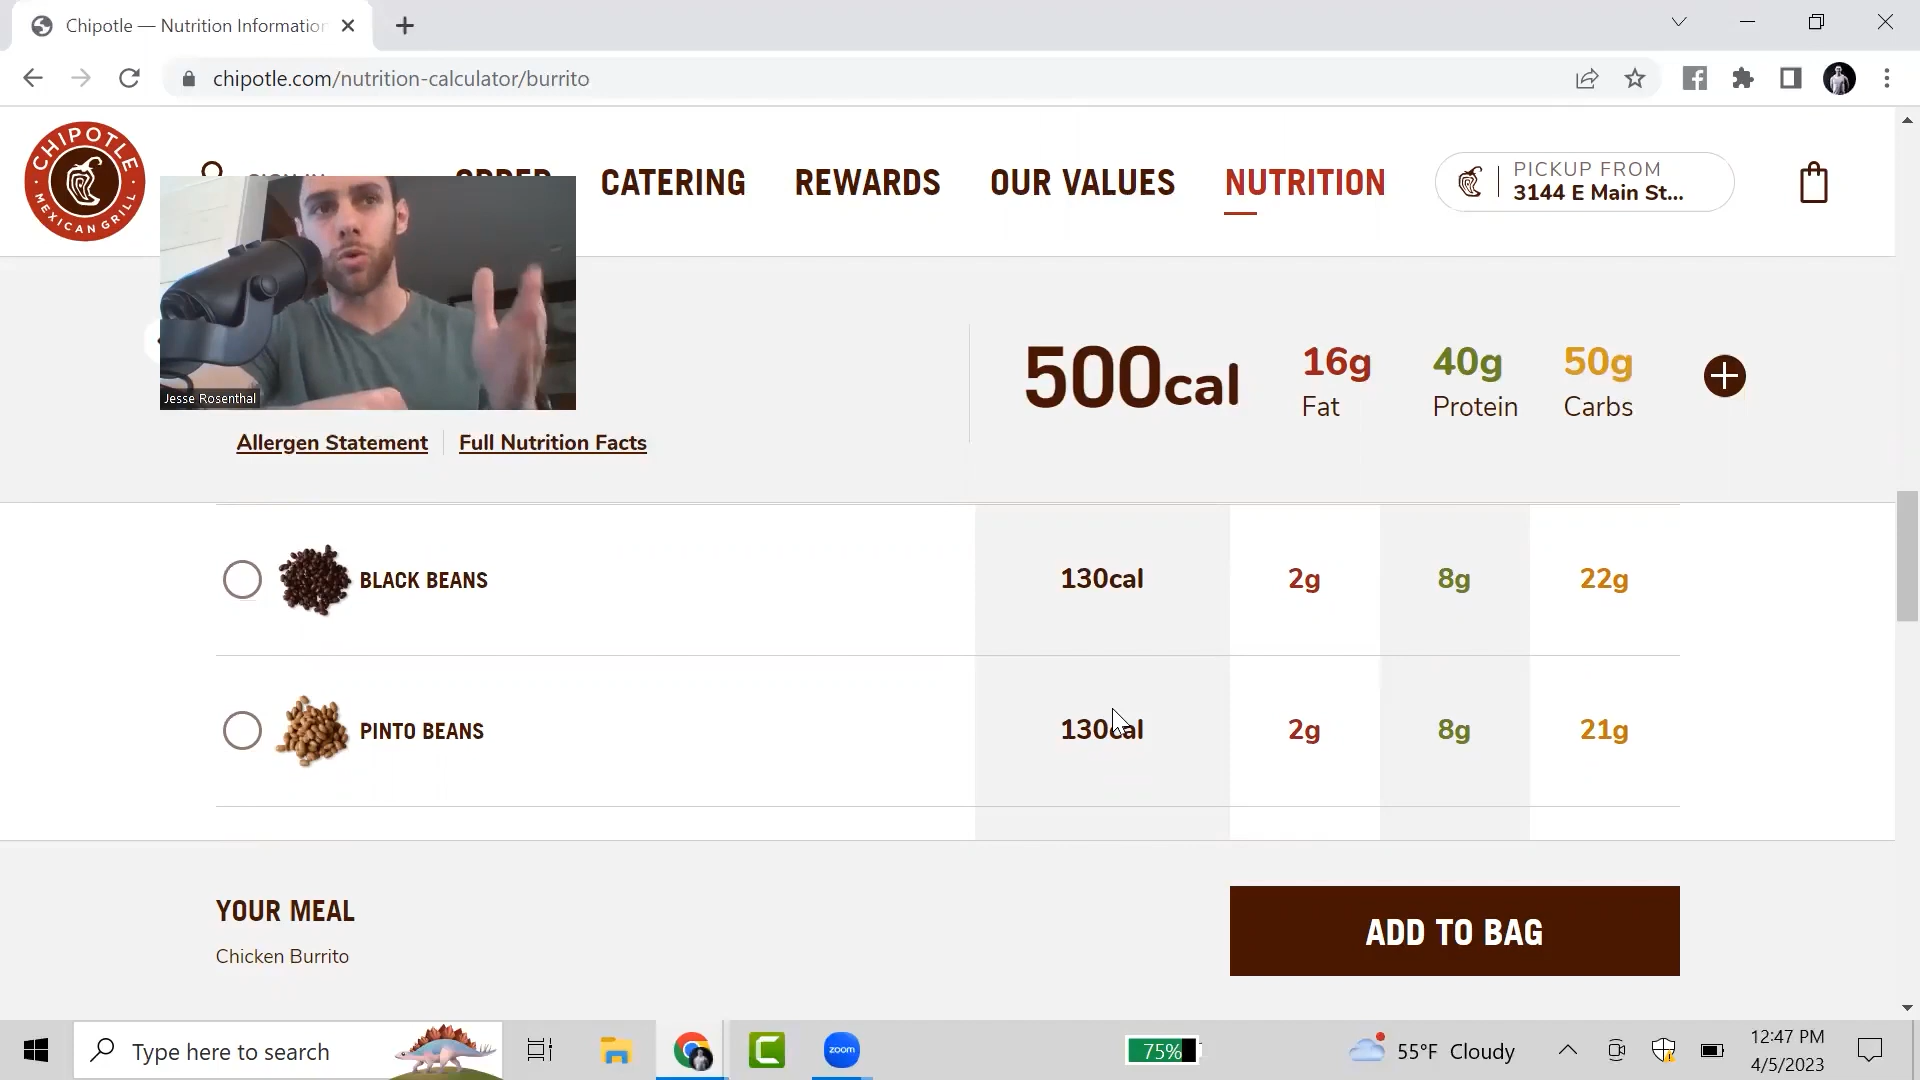 Chipotle — Nutrition Information
chipotle.com/nutrition-calculator/burrito
CHIPOTLE
MEXICAN GRILL
CATERING
REWARDS
OUR VALUES
NUTRITION
PICKUP FROM
3144 E Main St...
Jesse Rosenthal
500cal
16g
Fat
40g
Protein
50g
Carbs
Allergen Statement
Full Nutrition Facts
BLACK BEANS
130cal
2g
8g
22g
PINTO BEANS
130cal
2g
8g
21g
YOUR MEAL
Chicken Burrito
ADD TO BAG
Type here to search
zoom
75%
55°F Cloudy
12:47 PM
4/5/2023